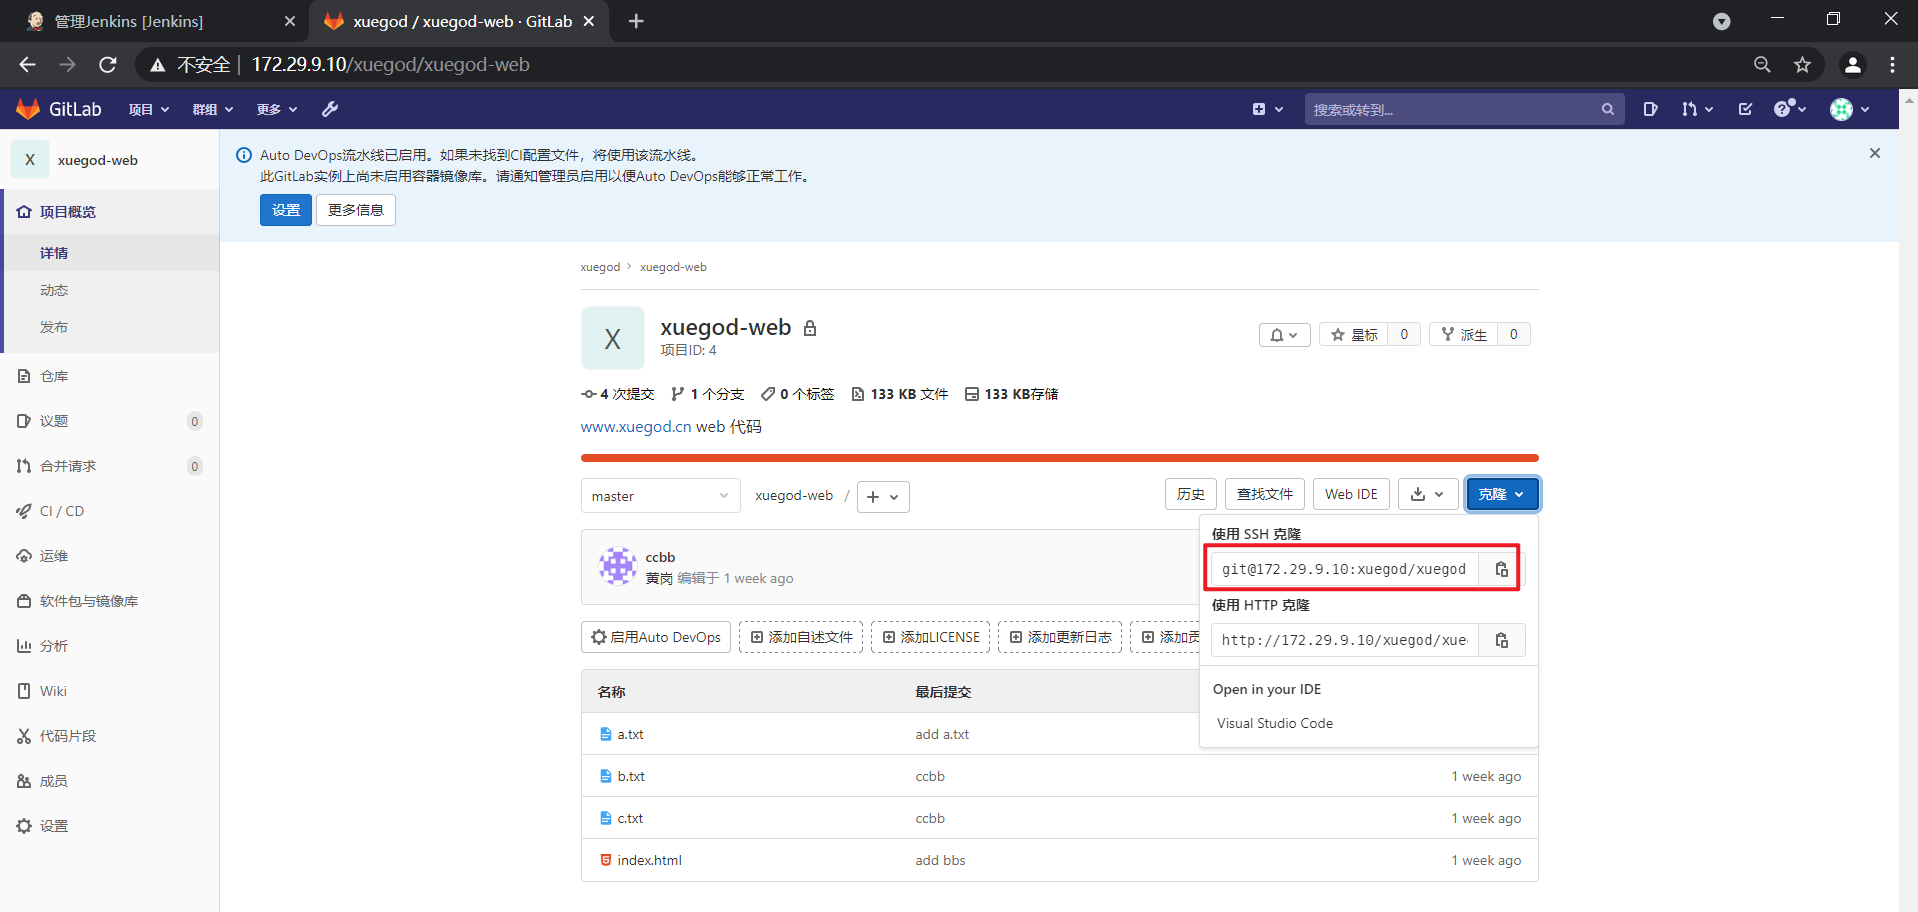 管理Jenkins [Jenkins]
xuegod / xuegod-web · GitLab
不安全 172.29.9.10/xuegod/xuegod-web
GitLab 项目 群组 更多 搜索或转到...
X xuegod-web
项目概览
详情
动态
发布
仓库
议题 0
合并请求 0
CI / CD
运维
软件包与镜像库
分析
Wiki
代码片段
成员
设置
Auto DevOps流水线已启用。如果未找到CI配置文件，将使用该流水线。
此GitLab实例上尚未启用容器镜像库。请通知管理员启用以便Auto DevOps能够正常工作。
设置 更多信息
xuegod > xuegod-web
X
xuegod-web
项目ID: 4
星标 0 派生 0
4 次提交 1 个分支 0 个标签 133 KB 文件 133 KB存储
www.xuegod.cn web 代码
master xuegod-web / + 历史 查找文件 Web IDE 克隆
ccbb
黄岗 编辑于 1 week ago
使用 SSH 克隆
git@172.29.9.10:xuegod/xuegod
使用 HTTP 克隆
http://172.29.9.10/xuegod/xue
Open in your IDE
Visual Studio Code
启用Auto DevOps 添加自述文件 添加LICENSE 添加更新日志 添加贡
名称 最后提交
a.txt add a.txt
b.txt ccbb 1 week ago
c.txt ccbb 1 week ago
index.html add bbs 1 week ago